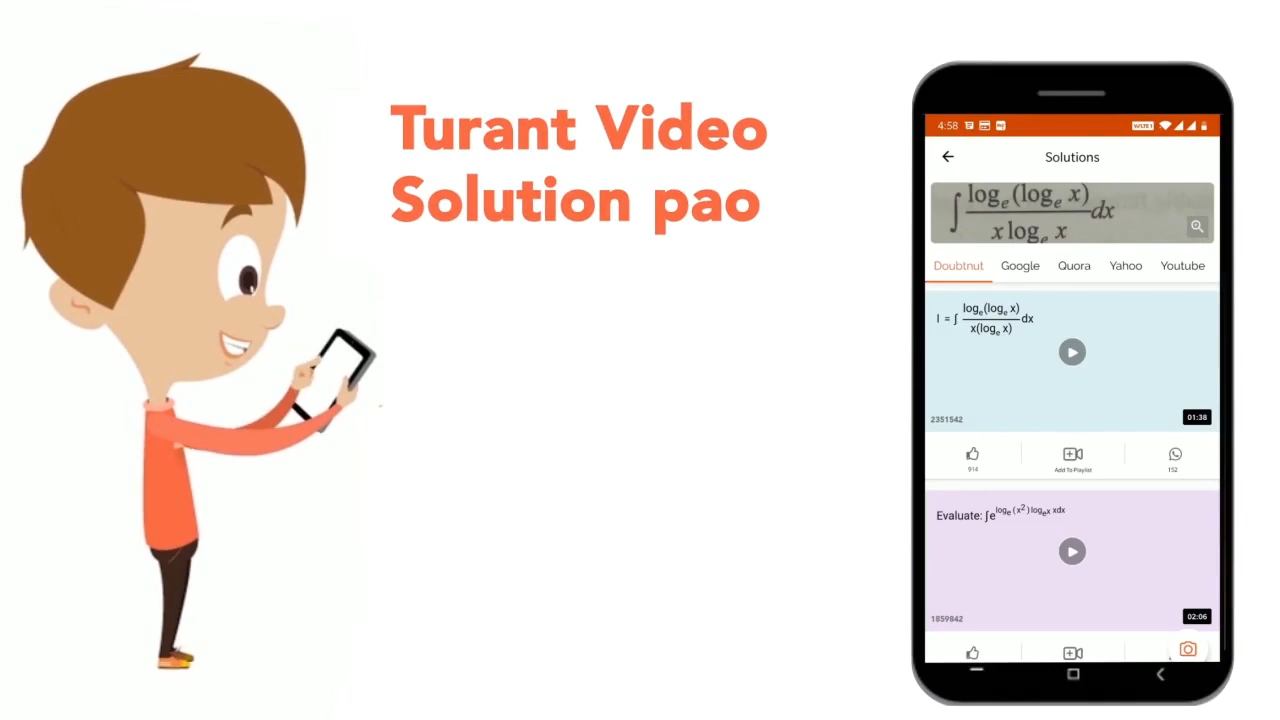 Turant Video
Solution pao
4:58
Solutions
∫ logₑ(logₑ x) / x logₑ x dx
Doubtnut Google Quora Yahoo Youtube
I = ∫ logₑ(logₑ x) / x(logₑ x) dx
2351542 01:38
914 Add To Playlist 152
Evaluate: ∫e^logₑ(x²)logₑx xdx
1859842 02:06